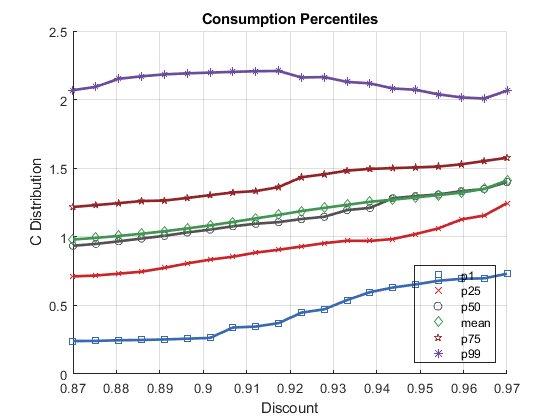 Consumption Percentiles
2.5
2
1.5
1
0.5
0
C Distribution
p1
p25
p50
mean
p75
p99
0.87 0.88 0.89 0.9 0.91 0.92 0.93 0.94 0.95 0.96 0.97
Discount